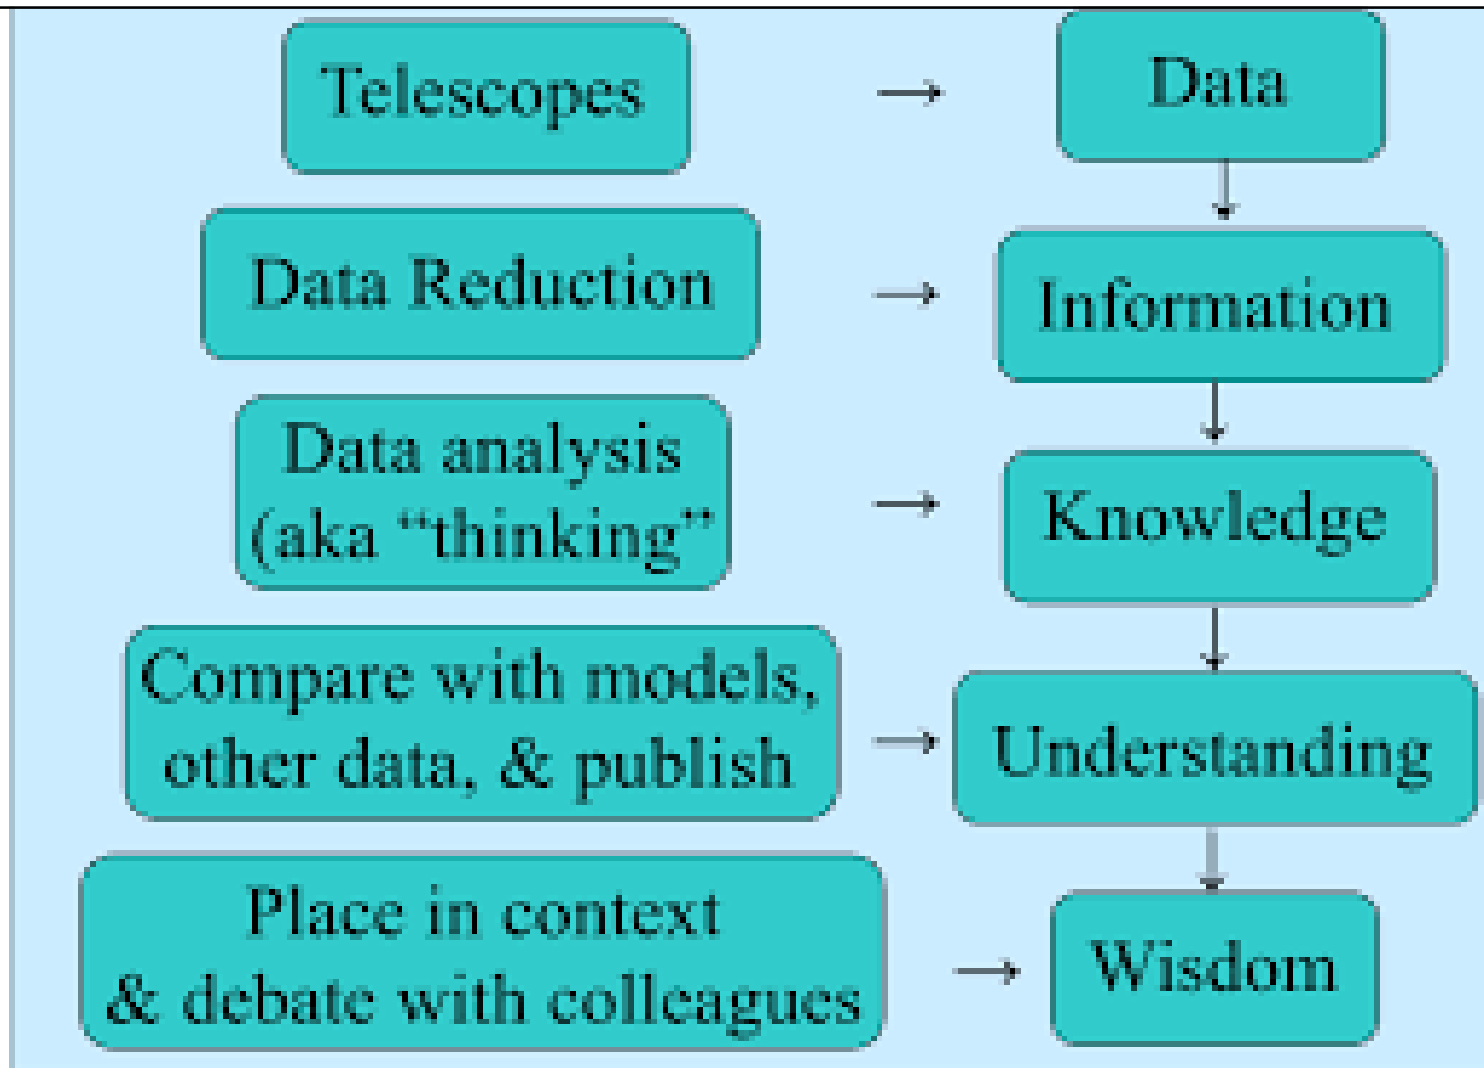 Telescopes
Data
Data Reduction
Information
Data analysis
(aka “thinking”
Knowledge
Compare with models,
other data, & publish
Understanding
Place in context
& debate with colleagues
Wisdom